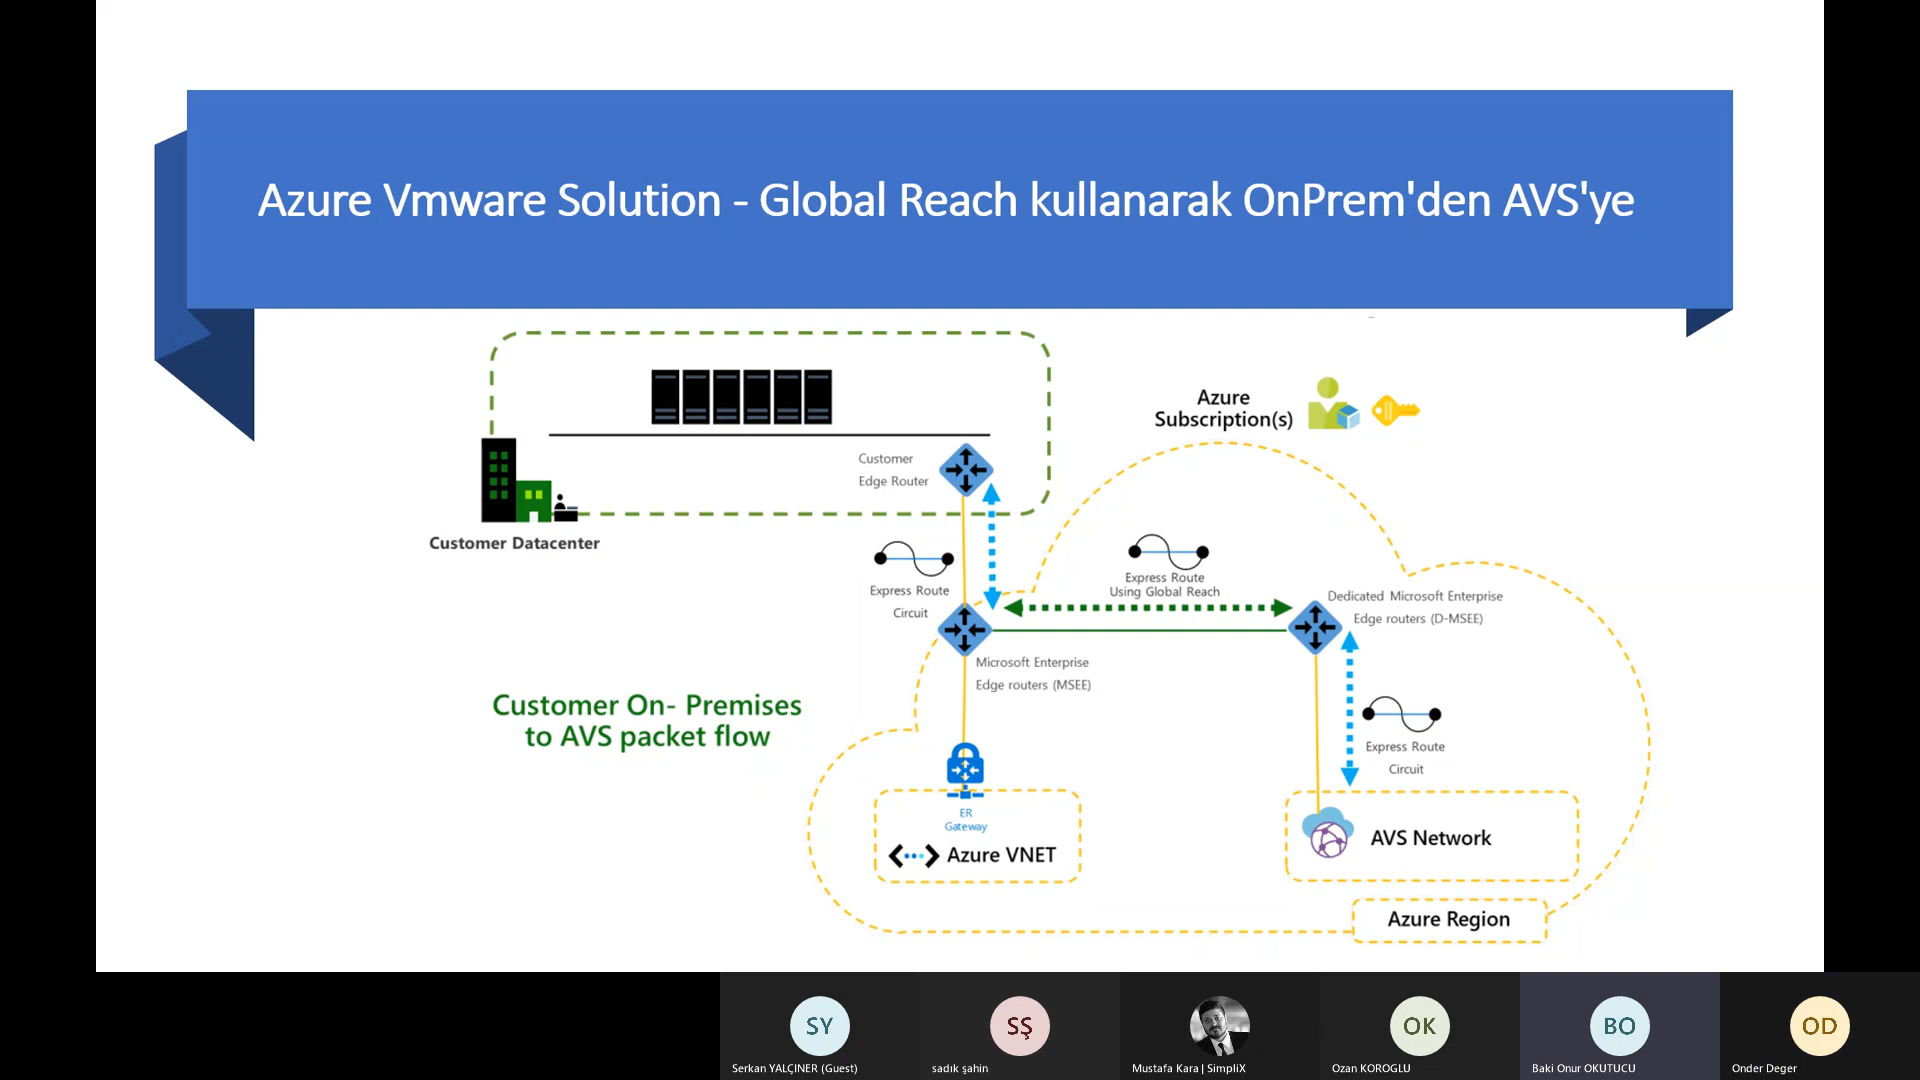 Azure Vmware Solution - Global Reach kullanarak OnPrem'den AVS'ye
Azure
Subscription(s)
Customer
Edge Router
Customer Datacenter
Express Route
Circuit
Express Route
Using Global Reach
Dedicated Microsoft Enterprise
Edge routers (D-MSEE)
Microsoft Enterprise
Edge routers (MSEE)
Customer On- Premises
to AVS packet flow
Express Route
Circuit
ER
Gateway
Azure VNET
AVS Network
Azure Region
SY
SŞ
OK
BO
OD
Serkan YALÇINER (Guest)
sadık şahin
Mustafa Kara | SimpliX
Ozan KOROGLU
Baki Onur OKUTUCU
Onder Deger